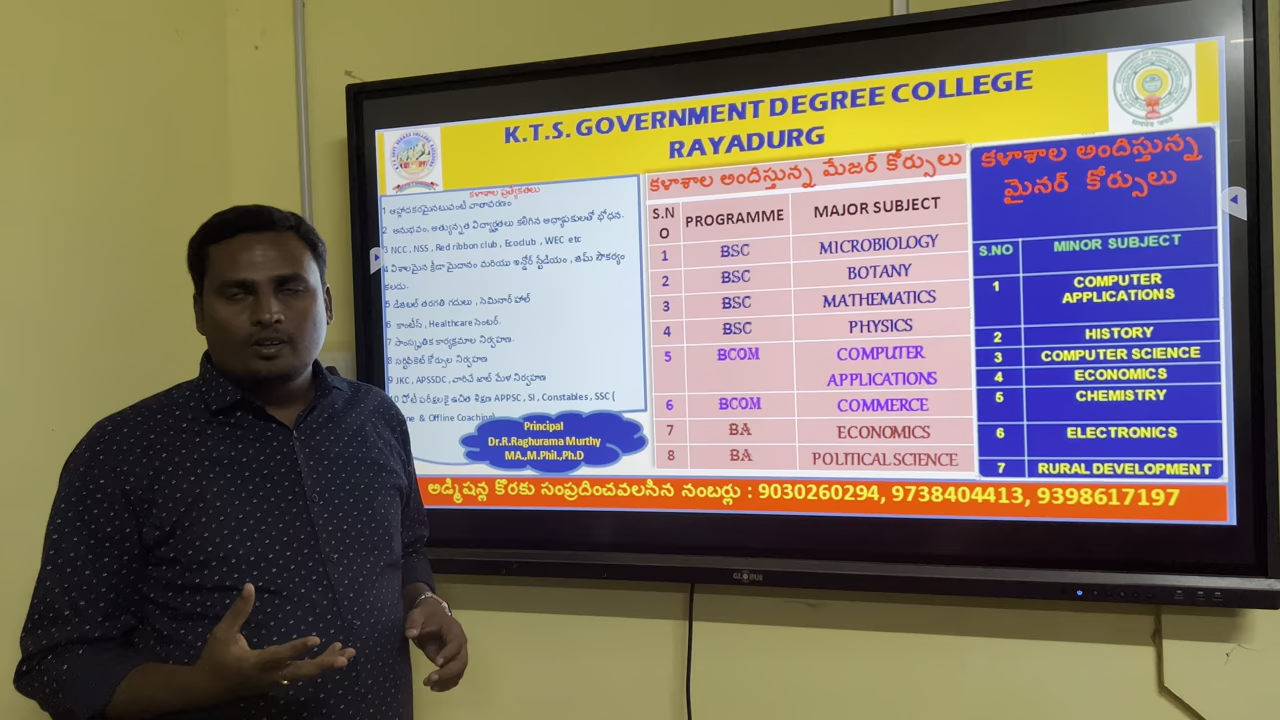 K.T.S. GOVERNMENT DEGREE COLLEGE
RAYADURG
కళాశాల ప్రత్యేకతలు
1 ఆహ్లాదకరమైనటువంటి వాతావరణం
2 అనుభవం, అత్యున్నత విద్యార్హతలు కలిగిన అధ్యాపకులతో భోధన.
3 NCC, NSS, Red ribbon club, Ecoclub, WEC etc
4 విశాలమైన క్రీడా మైదానం మరియు ఇన్డోర్ స్టేడియం, జిమ్ సౌకర్యం
కలదు.
5 డిజిటల్ తరగతి గదులు, సెమినార్ హాల్
6 కాంటీన్, Healthcare సెంటర్.
7 సాంస్కృతిక కార్యక్రమాల నిర్వహణ.
8 సర్టిఫికెట్ కోర్సుల నిర్వహణ
9 JKC, APSSDC, వారిచే జాబ్ మేళ నిర్వహణ
10 పోటీ పరీక్షలకై ఉచిత శిక్షణ APPSC, SI, Constables, SSC (
& Offline Coaching)
Principal
Dr.R.Raghurama Murthy
MA.,M.Phil.,Ph.D
కళాశాల అందిస్తున్న మేజర్ కోర్సులు
S.NO PROGRAMME MAJOR SUBJECT
1 BSC MICROBIOLOGY
2 BSC BOTANY
3 BSC MATHEMATICS
4 BSC PHYSICS
5 BCOM COMPUTER
APPLICATIONS
6 BCOM COMMERCE
7 BA ECONOMICS
8 BA POLITICAL SCIENCE
కళాశాల అందిస్తున్న
మైనర్ కోర్సులు
S.NO MINOR SUBJECT
1 COMPUTER
APPLICATIONS
2 HISTORY
3 COMPUTER SCIENCE
4 ECONOMICS
5 CHEMISTRY
6 ELECTRONICS
7 RURAL DEVELOPMENT
అడ్మిషన్ల కొరకు సంప్రదించవలసిన నంబర్లు : 9030260294, 9738404413, 9398617197
GLOBUS